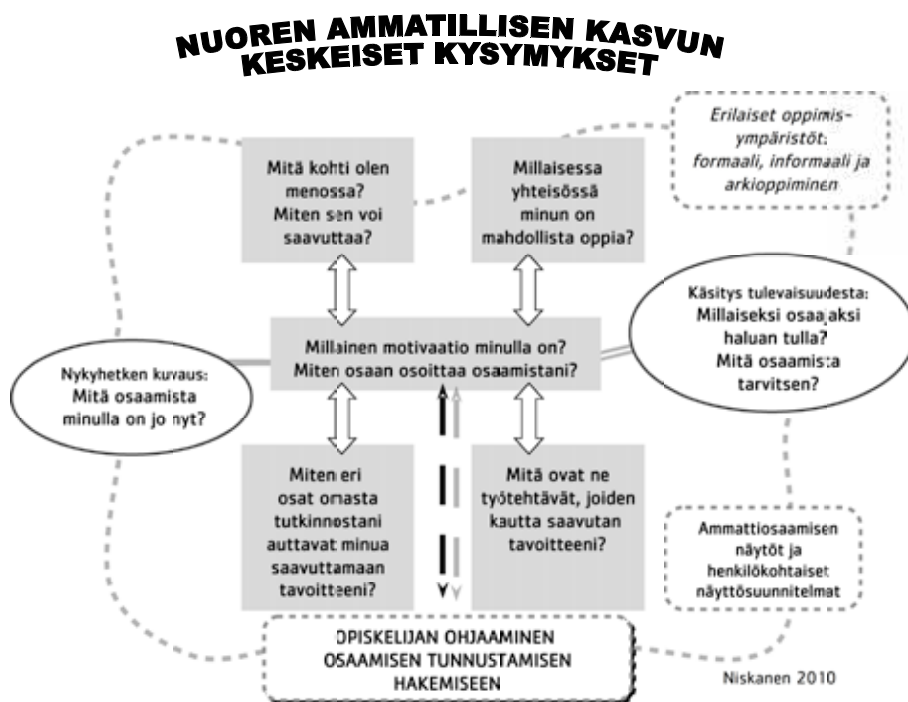 NUOREN AMMATILLISEN KASVUN
KESKEISET KYSYMYKSET
Erilaiset oppimis-
ympäristöt:
formaali, informaali ja
arkioppiminen
Mitä kohti olen
menossa?
Miten sen voi
saavuttaa?
Millaisessa
yhteisössä
minun on
mahdollista oppia?
Käsitys tulevaisuudesta:
Millaiseksi osaajaksi
haluan tulla?
Mitä osaamista
tarvitsen?
Millainen motivaatio minulla on?
Miten osaan osoittaa osaamistani?
Nykyhetken kuvaus:
Mitä osaamista
minulla on jo nyt?
Miten eri
osat omasta
tutkinnostani
auttavat minua
saavuttamaan
tavoitteeni?
Mitä ovat ne
työtehtävät, joiden
kautta saavutan
tavoitteeni?
Ammattiosaamisen
näytöt ja
henkilökohtaiset
näyttösuunnitelmat
OPISKELIJAN OHJAAMINEN
OSAAMISEN TUNNUSTAMISEN
HAKEMISEEN
Niskanen 2010